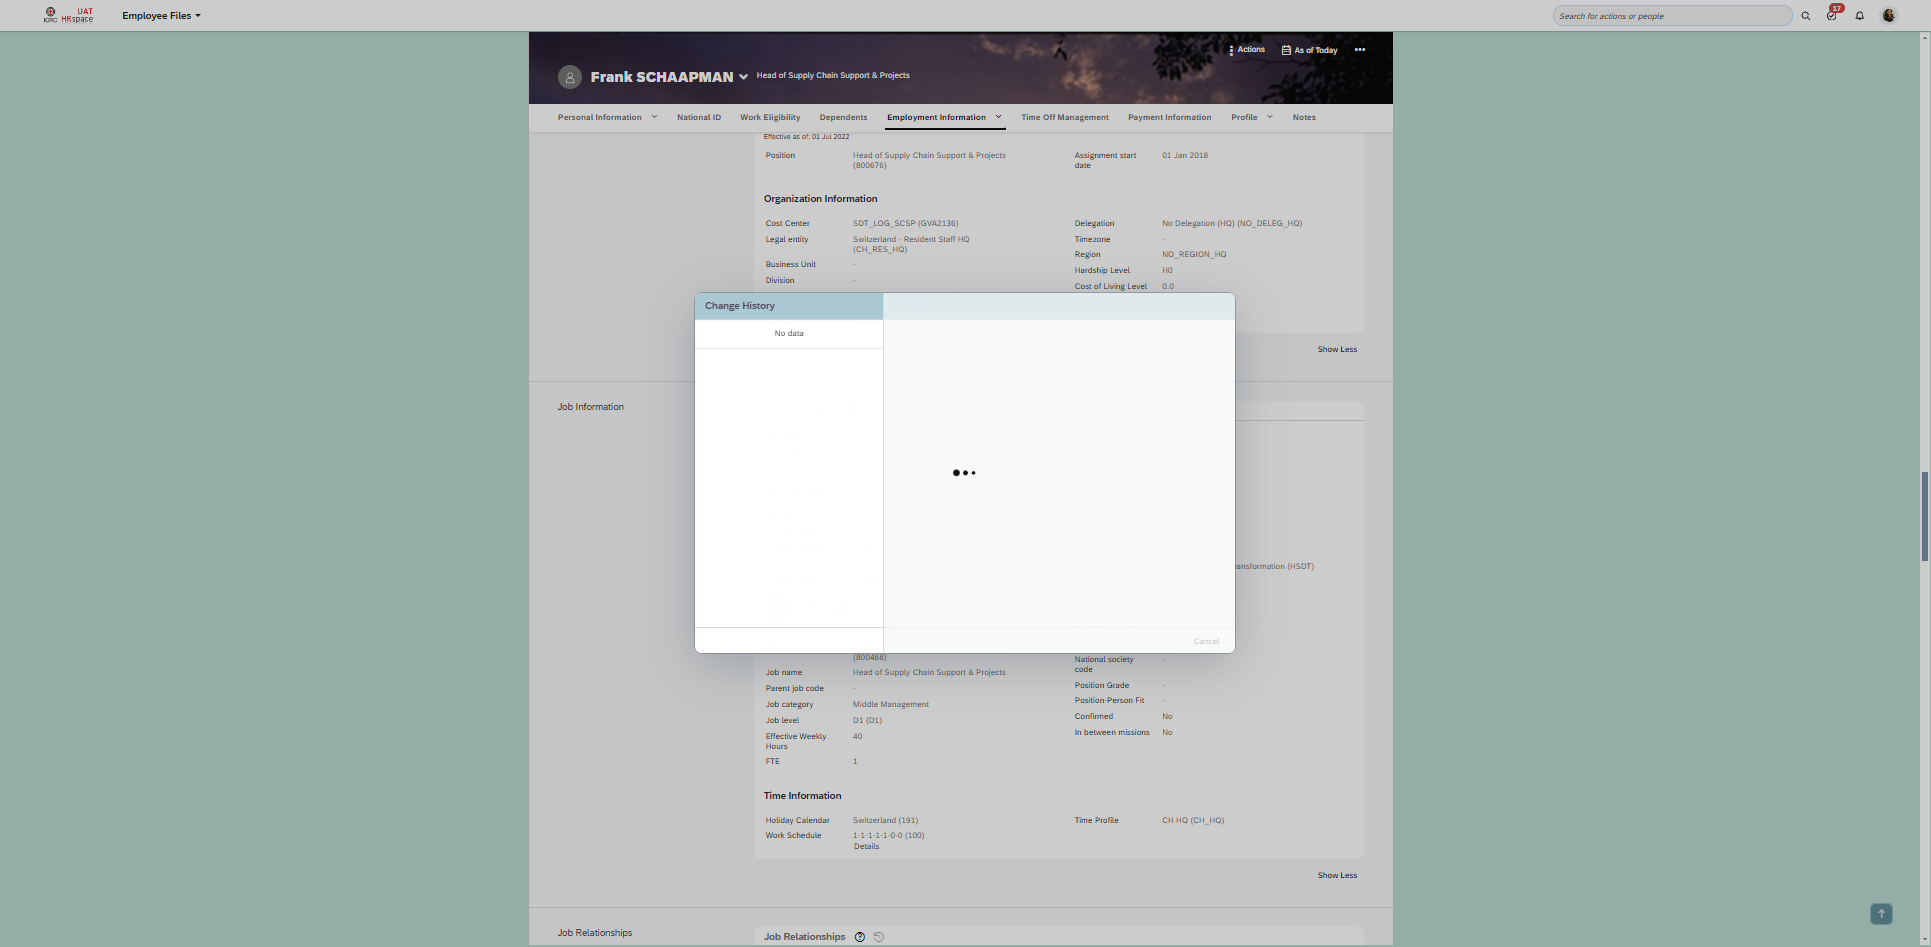 ICRC
UAT
HRspace
Employee Files
Search for actions or people
17
Actions
As of Today
Frank SCHAAPMAN
Head of Supply Chain Support & Projects
Personal Information
National ID
Work Eligibility
Dependents
Employment Information
Time Off Management
Payment Information
Profile
Notes
Effective as of: 01 Jul 2022
Position
Head of Supply Chain Support & Projects
(800676)
Assignment start
date
01 Jan 2018
Organization Information
Cost Center
SDT_LOG_SCSP (GVA2136)
Legal entity
Switzerland - Resident Staff HQ
(CH_RES_HQ)
Business Unit
-
Division
-
Delegation
No Delegation (HQ) (NO_DELEG_HQ)
Timezone
-
Region
NO_REGION_HQ
Hardship Level
H0
Cost of Living Level
0.0
Change History
No data
Cancel
Show Less
Job Information
ransformation (HSDT)
(800468)
Job name
Head of Supply Chain Support & Projects
Parent job code
-
Job category
Middle Management
Job level
D1 (D1)
Effective Weekly
Hours
40
FTE
1
National society
code
-
Position Grade
-
Position-Person Fit
-
Confirmed
No
In between missions
No
Time Information
Holiday Calendar
Switzerland (191)
Work Schedule
1-1-1-1-1-0-0 (100)
Details
Time Profile
CH HQ (CH_HQ)
Show Less
Job Relationships
Job Relationships